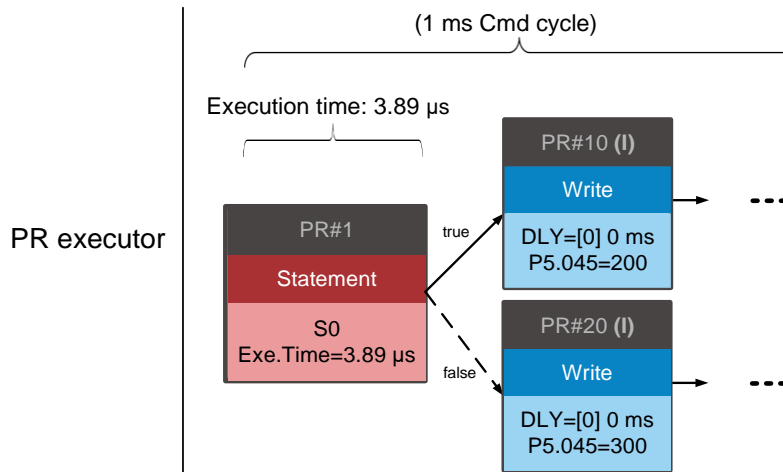 (1 ms Cmd cycle)
Execution time: 3.89 µs
PR executor
PR#1
Statement
S0
Exe.Time=3.89 µs
true
false
PR#10 (I)
Write
DLY=[0] 0 ms
P5.045=200
PR#20 (I)
Write
DLY=[0] 0 ms
P5.045=300